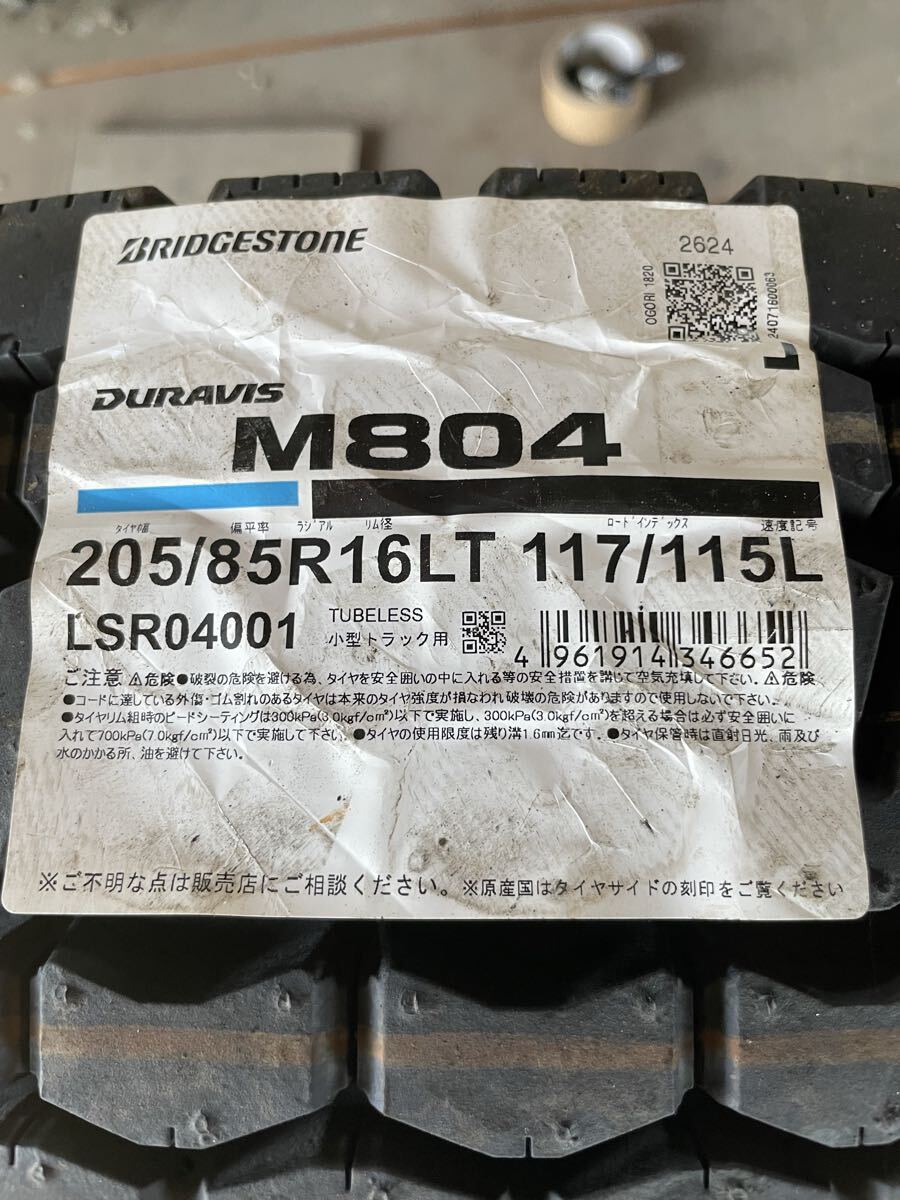 BRIDGESTONE
2624
OGORI 1820
24071600063
L
DURAVIS
M804
タイヤの幅 偏平率 ラジアル リム径 ロードインデックス 速度記号
205/85R16LT 117/115L
LSR04001
TUBELESS
小型トラック用
4 961914 346652
ご注意 ⚠危険 ●破裂の危険を避ける為、タイヤを安全囲いの中に入れる等の安全措置を講じて空気充填して下さい。⚠危険
●コードに達している外傷・ゴム割れのあるタイヤは本来のタイヤ強度が損なわれ破壊の危険がありますので使用しないで下さい。
●タイヤリム組時のビードシーティングは300kPa(3.0kgf/cm²)以下で実施し、300kPa(3.0kgf/cm²)を超える場合は必ず安全囲いに
入れて700kPa(7.0kgf/cm²)以下で実施して下さい。●タイヤの使用限度は残り溝1.6mm迄です。●タイヤ保管時は直射日光、雨及び
水のかかる所、油を避けて下さい。
※ご不明な点は販売店にご相談ください。※原産国はタイヤサイドの刻印をご覧ください